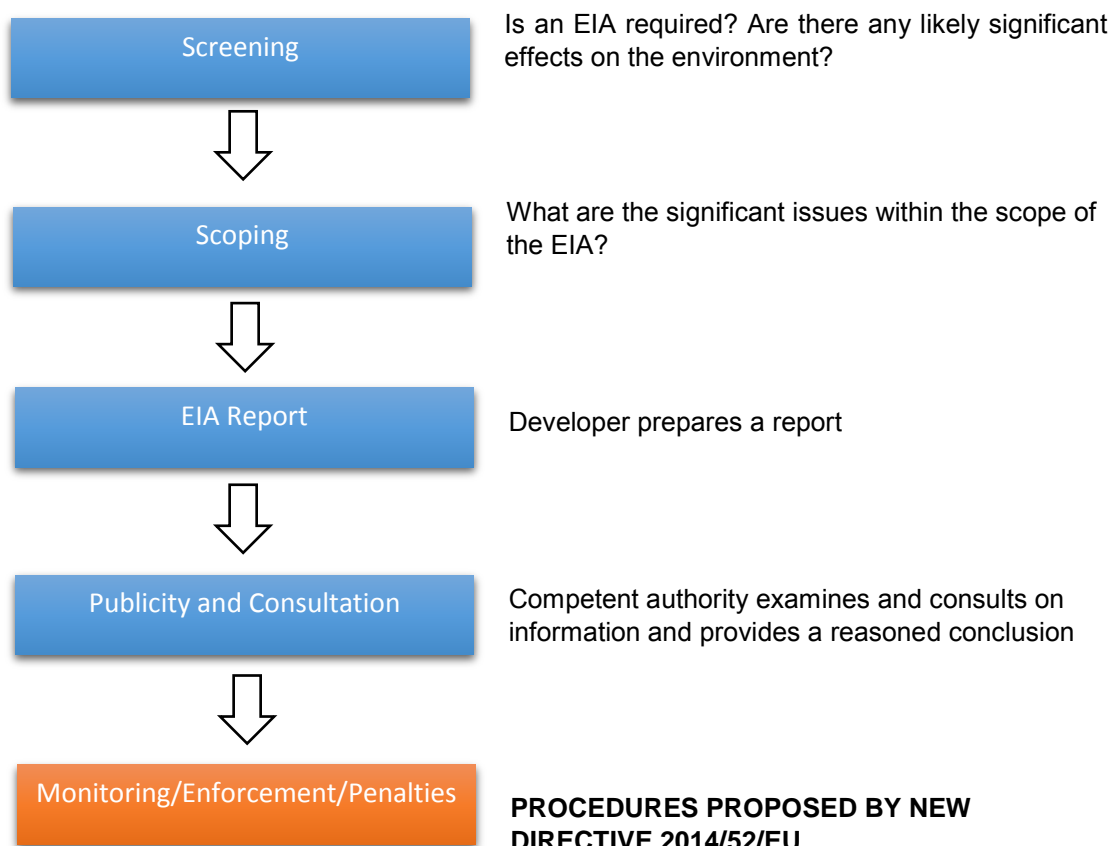 Screening
Is an EIA required? Are there any likely significant
effects on the environment?
Scoping
What are the significant issues within the scope of
the EIA?
EIA Report
Developer prepares a report
Publicity and Consultation
Competent authority examines and consults on
information and provides a reasoned conclusion
Monitoring/Enforcement/Penalties
PROCEDURES PROPOSED BY NEW
DIRECTIVE 2014/52/EU